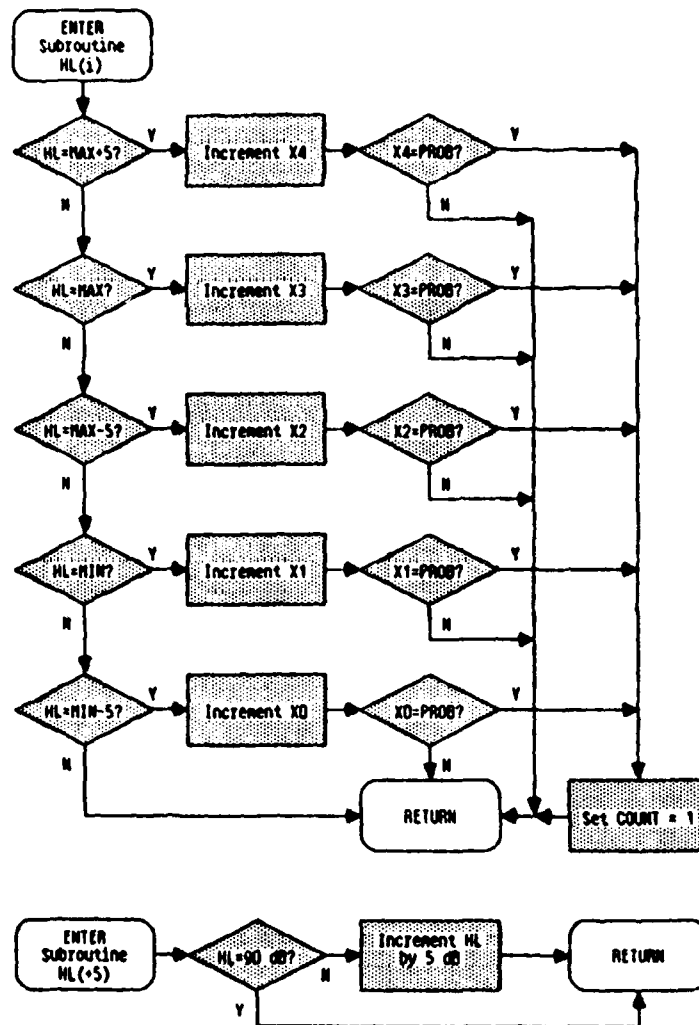 ENTER
Subroutine
HL(i)
HL=MAX+5?
Y
Increment X4
X4=PROB?
Y
N
N
HL=MAX?
Y
Increment X3
X3=PROB?
Y
N
N
HL=MAX-5?
Y
Increment X2
X2=PROB?
Y
N
N
HL=MIN?
Y
Increment X1
X1=PROB?
Y
N
N
HL=MIN-5?
Y
Increment X0
X0=PROB?
Y
N
N
RETURN
Set COUNT = 1
ENTER
Subroutine
HL(+5)
HL=90 dB?
N
Increment HL
by 5 dB
RETURN
Y